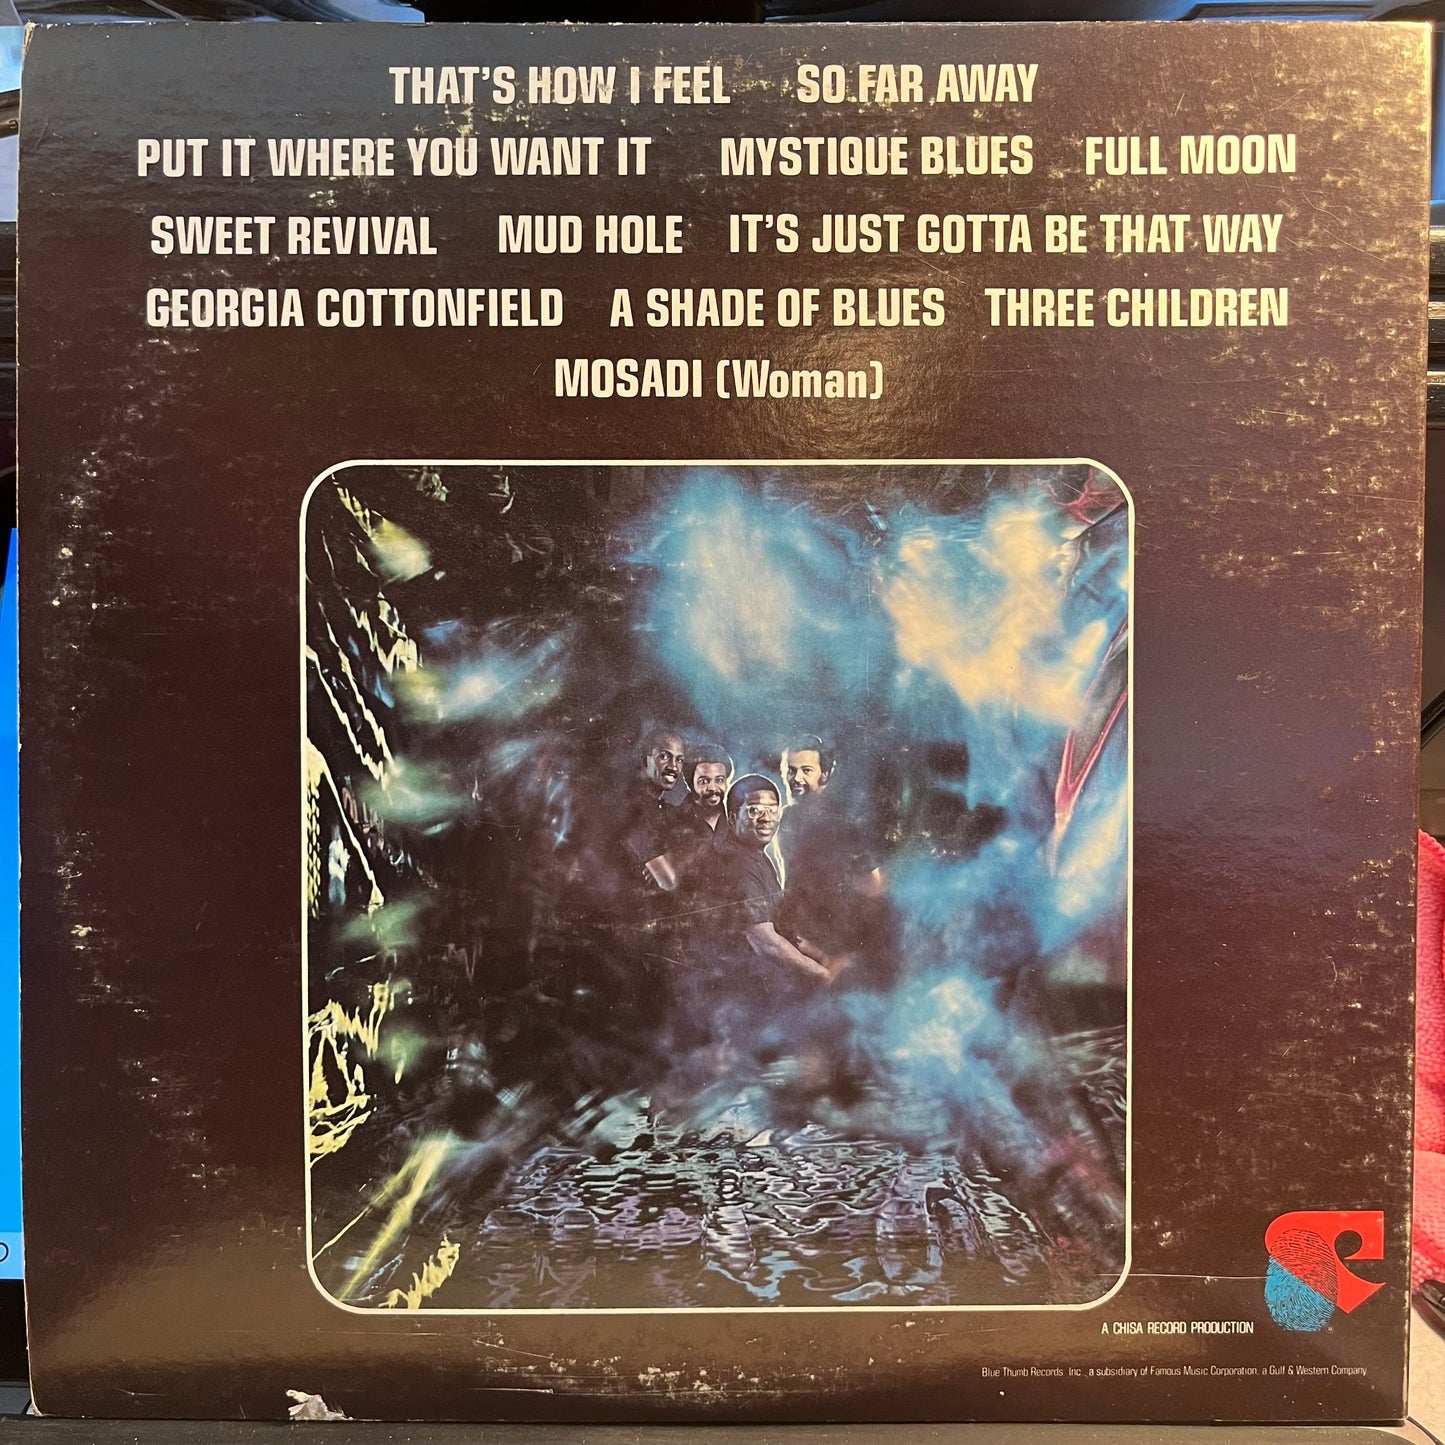 THAT'S HOW I FEEL SO FAR AWAY
PUT IT WHERE YOU WANT IT MYSTIQUE BLUES FULL MOON
SWEET REVIVAL MUD HOLE IT'S JUST GOTTA BE THAT WAY
GEORGIA COTTONFIELD A SHADE OF BLUES THREE CHILDREN
MOSADI (Woman)
A CHISA RECORD PRODUCTION
Blue Thumb Records, Inc., a subsidiary of Famous Music Corporation, a Gulf & Western Company